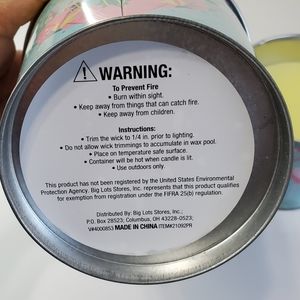 WARNING:
To Prevent Fire
• Burn within sight.
• Keep away from things that can catch fire.
• Keep away from children.
Instructions:
• Trim the wick to 1/4 in. prior to lighting.
• Do not allow wick trimmings to accumulate in wax pool.
• Place on temperature safe surface.
• Container will be hot when candle is lit.
• Use outdoors only.
This product has not been registered by the United States Environmental
Protection Agency. Big Lots Stores, Inc. represents that this product qualifies
for exemption registration under the FIFRA 25(b) regulation.
Distributed By: Big Lots Stores, Inc.,
P.O. Box 28523; Columbus, OH 43228-0523;
V#4000853 MADE IN CHINA ITEM#21092PR